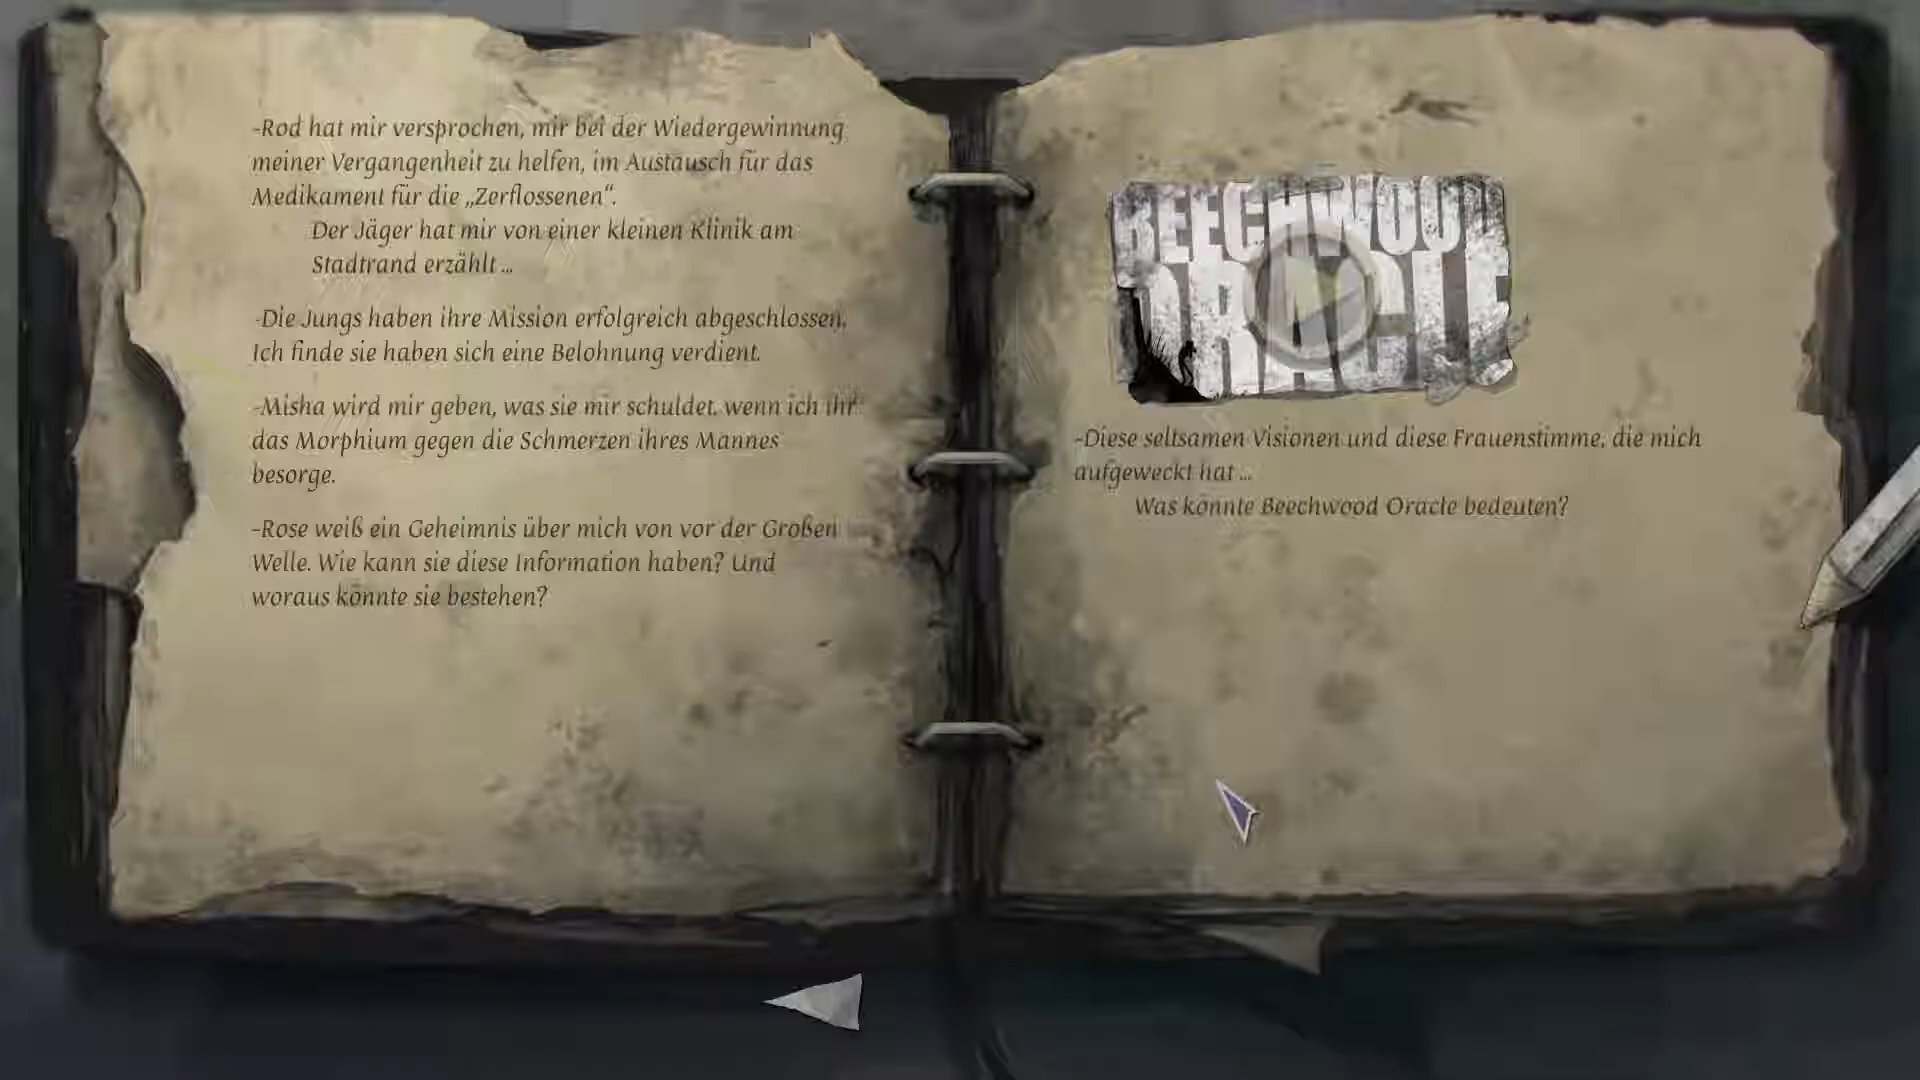 -Rod hat mir versprochen, mir bei der Wiedergewinnung
meiner Vergangenheit zu helfen, im Austausch für das
Medikament für die „Zerflossenen“.
Der Jäger hat mir von einer kleinen Klinik am
Stadtrand erzählt ...
-Die Jungs haben ihre Mission erfolgreich abgeschlossen.
Ich finde sie haben sich eine Belohnung verdient.
-Misha wird mir geben, was sie mir schuldet, wenn ich ihr
das Morphium gegen die Schmerzen ihres Mannes
besorge.
-Rose weiß ein Geheimnis über mich von vor der Großen
Welle. Wie kann sie diese Information haben? Und
woraus könnte sie bestehen?
BEECHWOOD
ORACLE
-Diese seltsamen Visionen und diese Frauenstimme, die mich
aufgeweckt hat ...
Was könnte Beechwood Oracle bedeuten?